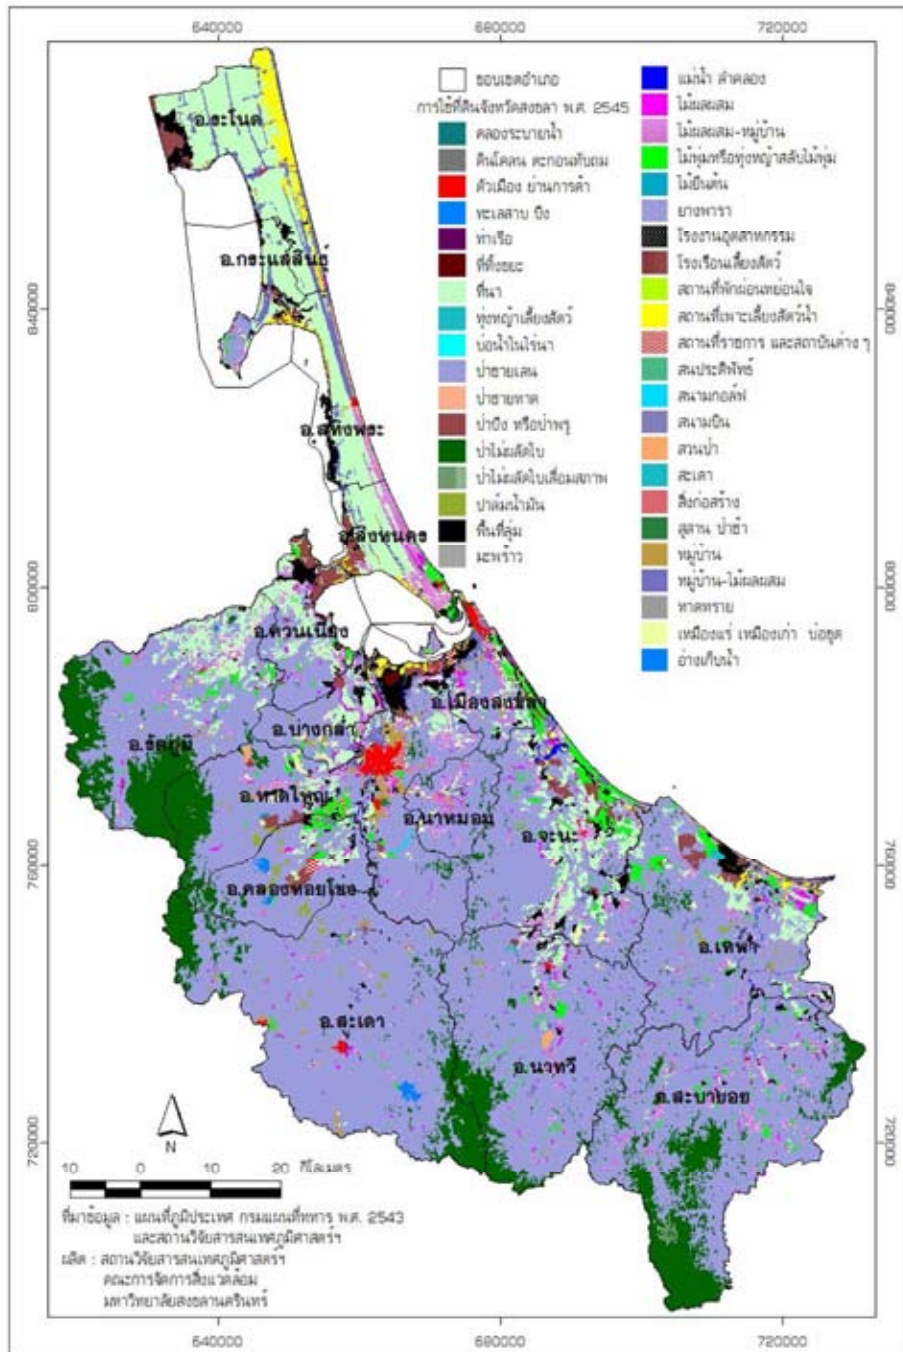 640000 680000 720000
ขอบเขตอำเภอ
การใช้ที่ดินจังหวัดสงขลา พ.ศ. 2545
คลองระบายน้ำ
ดินโคลน ตะกอนทับถม
ตัวเมือง ย่านการค้า
ทะเลสาบ บึง
ท่าเรือ
ที่ทิ้งขยะ
ที่นา
ทุ่งหญ้าเลี้ยงสัตว์
บ่อน้ำในไร่นา
ป่าชายเลน
ป่าชายหาด
ป่าบึง หรือป่าพรุ
ป่าไม่ผลัดใบ
ป่าไม่ผลัดใบเสื่อมสภาพ
ปาล์มน้ำมัน
พื้นที่ลุ่ม
มะพร้าว
แม่น้ำ ลำคลอง
ไม้ผลผสม
ไม้ผลผสม-หมู่บ้าน
ไม้พุ่มหรือทุ่งหญ้าสลับไม้พุ่ม
ไม้ยืนต้น
ยางพารา
โรงงานอุตสาหกรรม
โรงเรือนเลี้ยงสัตว์
สถานที่พักผ่อนหย่อนใจ
สถานที่เพาะเลี้ยงสัตว์น้ำ
สถานที่ราชการ และสถาบันต่าง ๆ
สนประดิพัทธ์
สนามกอล์ฟ
สนามบิน
สวนป่า
สะเดา
สิ่งก่อสร้าง
สุสาน ป่าช้า
หมู่บ้าน
หมู่บ้าน-ไม้ผลผสม
หาดทราย
เหมืองแร่ เหมืองเก่า บ่อขุด
อ่างเก็บน้ำ
อ.ระโนด
อ.กระแสสินธุ์
840000 840000
อ.สทิงพระ
อ.สิงหนคร
800000 800000
อ.ควนเนียง
อ.เมืองสงขลา
อ.บางกล่ำ
อ.รัตภูมิ
อ.หาดใหญ่
อ.นาหม่อม
อ.จะนะ
760000 760000
อ.คลองหอยโข่ง
อ.เทพา
อ.สะเดา
อ.นาทวี
อ.สะบ้าย้อย
720000 720000
N
10 0 10 20 กิโลเมตร
ที่มาข้อมูล : แผนที่ภูมิประเทศ กรมแผนที่ทหาร พ.ศ. 2543
และสถานวิจัยสารสนเทศภูมิศาสตร์ฯ
ผลิต : สถานวิจัยสารสนเทศภูมิศาสตร์ฯ
คณะการจัดการสิ่งแวดล้อม
มหาวิทยาลัยสงขลานครินทร์
640000 680000 720000